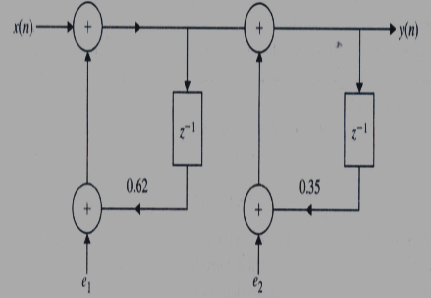 x(n) + + y(n)
z⁻¹ z⁻¹
0.62 0.35
+ +
e₁ e₂